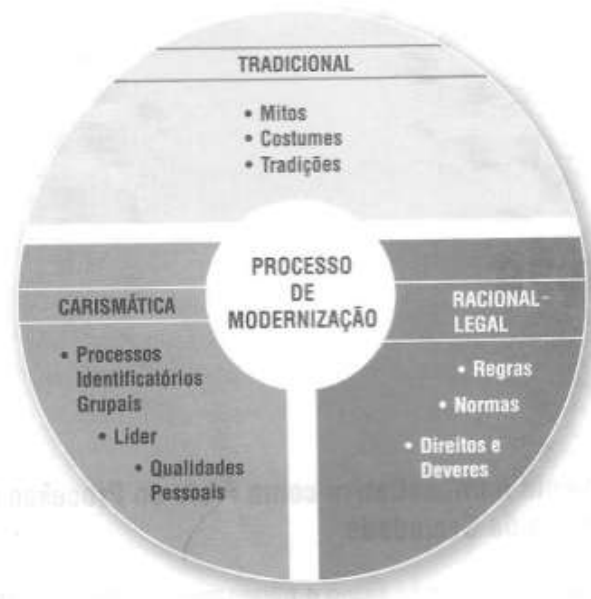 TRADICIONAL
• Mitos
• Costumes
• Tradições
PROCESSO
DE
MODERNIZAÇÃO
CARISMÁTICA
• Processos
Identificatórios
Grupais
• Líder
• Qualidades
Pessoais
RACIONAL-
LEGAL
• Regras
• Normas
• Direitos e
Deveres